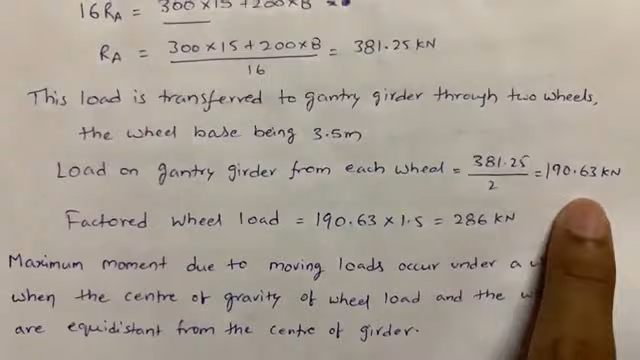 16 RA = 300×15+200×8
RA = 300×15+200×8 / 16 = 381.25 KN
This load is transferred to gantry girder through two wheels,
the wheel base being 3.5m
Load on gantry girder from each wheel = 381.25 / 2 = 190.63 KN
Factored wheel load = 190.63 × 1.5 = 286 KN
Maximum moment due to moving loads occur under a
when the centre of gravity of wheel load and the
are equidistant from the centre of girder.